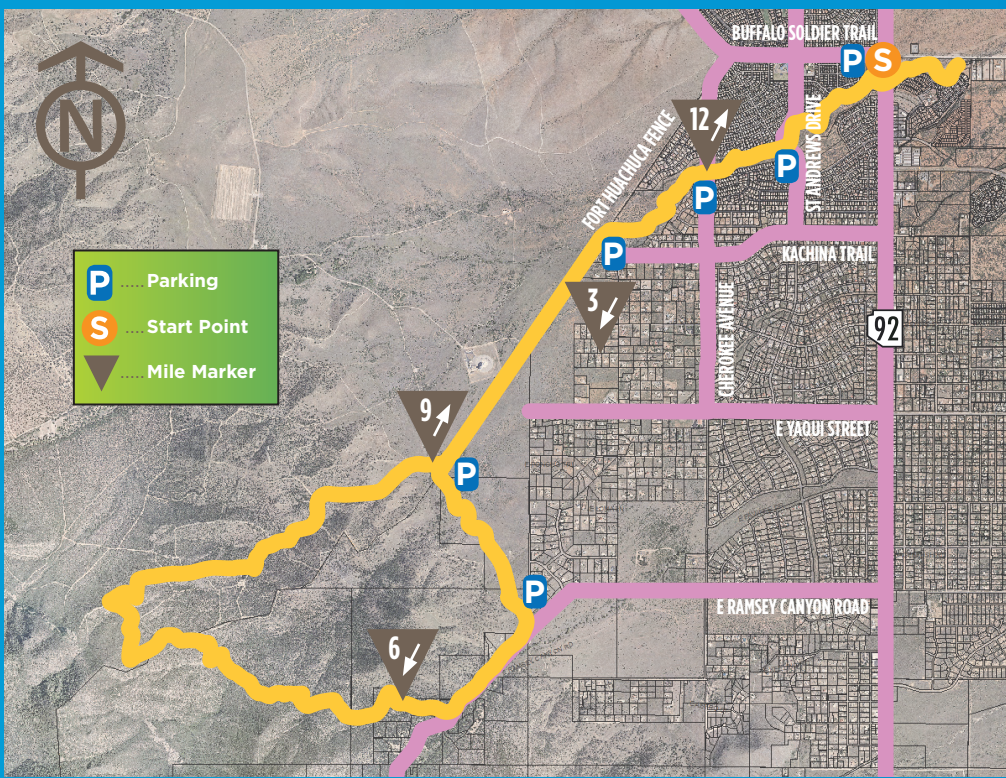 N
BUFFALO SOLDIER TRAIL
P
S
12
FORT HUACHUCA FENCE
ST ANDREWS DRIVE
P
P
P
KACHINA TRAIL
P .....Parking
S ....Start Point
.....Mile Marker
3
CHEROKEE AVENUE
92
9
E YAQUI STREET
P
P
E RAMSEY CANYON ROAD
6